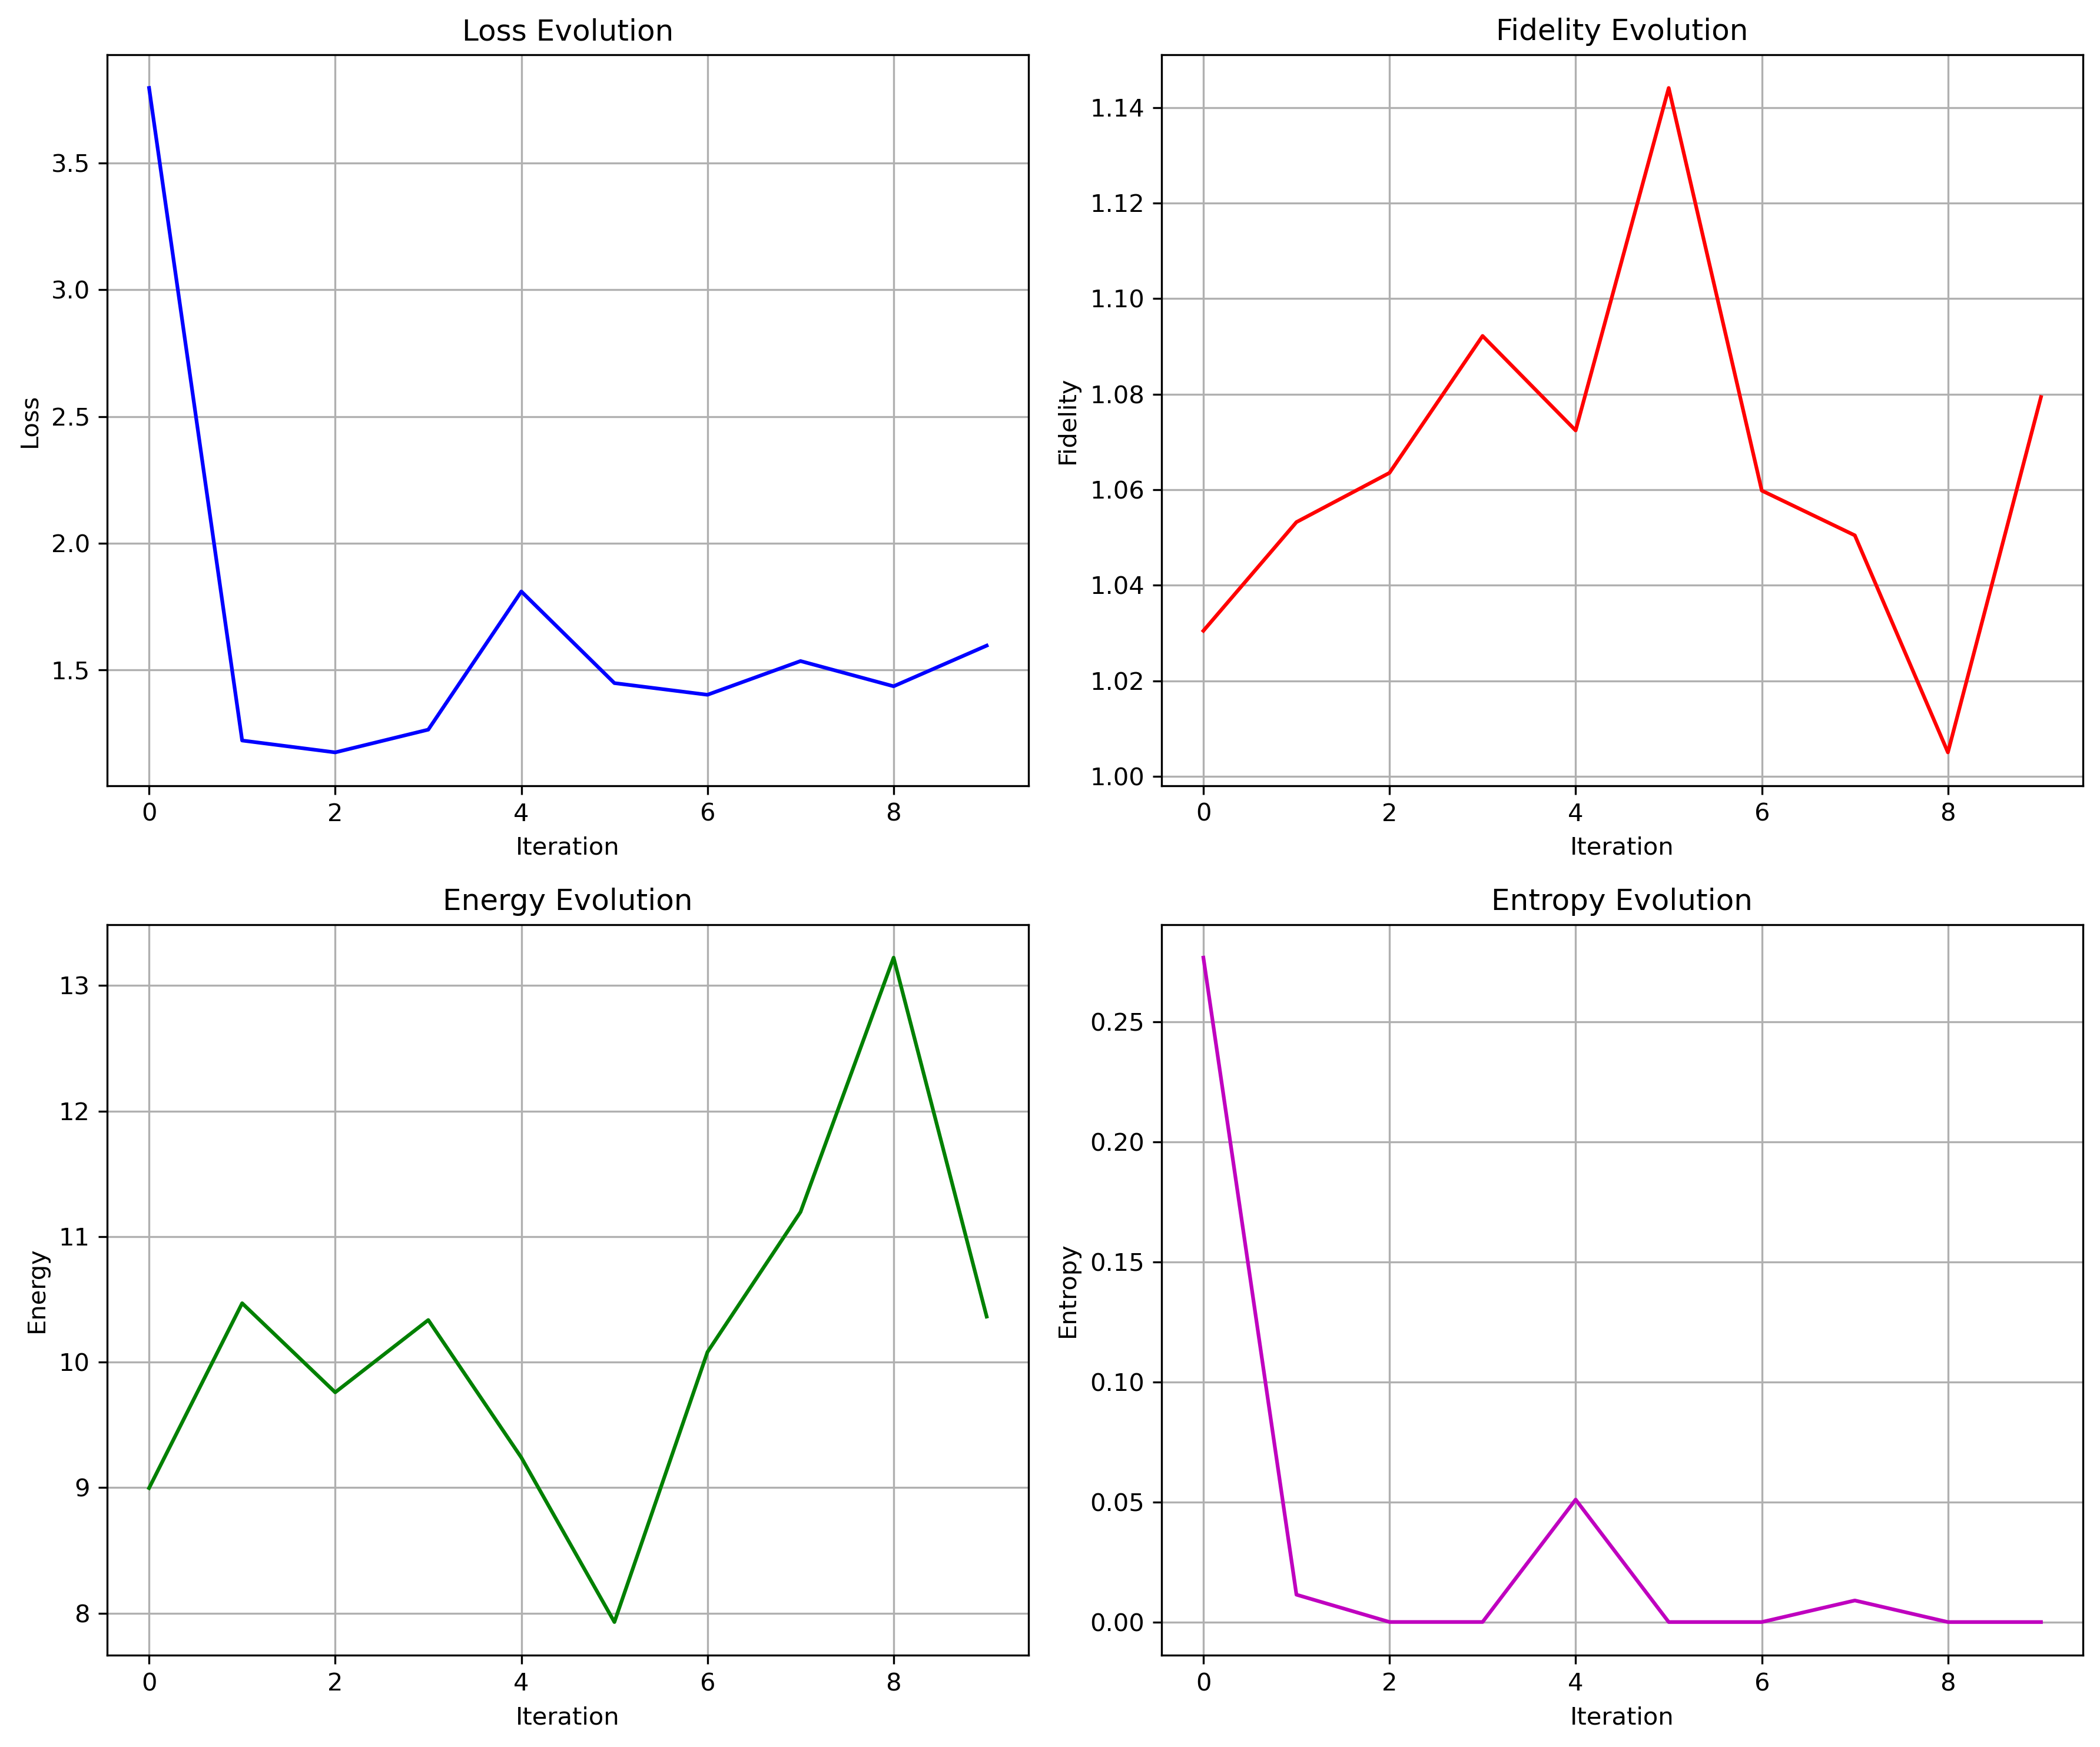 Loss Evolution
3.5
3.0
2.5
2.0
1.5
Loss
0 2 4 6 8
Iteration
Fidelity Evolution
1.14
1.12
1.10
1.08
1.06
1.04
1.02
1.00
Fidelity
0 2 4 6 8
Iteration
Energy Evolution
13
12
11
10
9
8
Energy
0 2 4 6 8
Iteration
Entropy Evolution
0.25
0.20
0.15
0.10
0.05
0.00
Entropy
0 2 4 6 8
Iteration